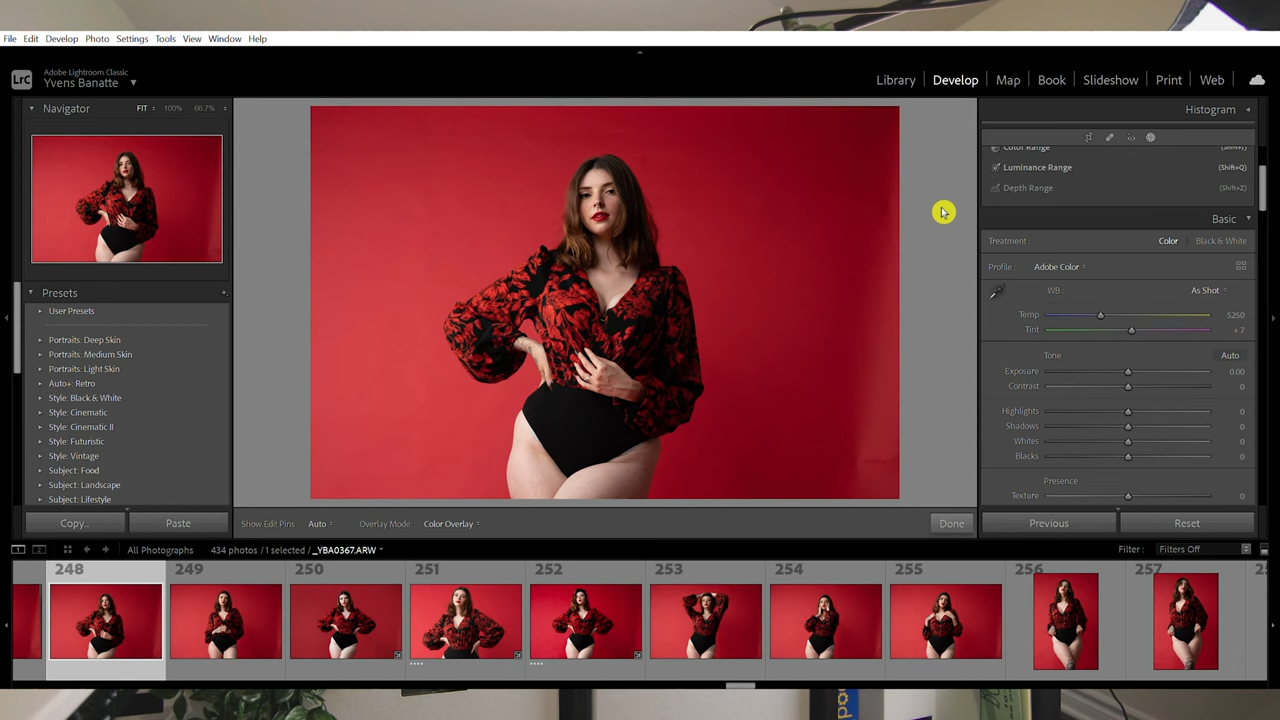 File Edit Develop Photo Settings Tools View Window Help
LrC
Adobe Lightroom Classic
Yvens Banatte
Library | Develop | Map | Book | Slideshow | Print | Web
Navigator FIT 100% 66.7%
Presets +
User Presets
Portraits: Deep Skin
Portraits: Medium Skin
Portraits: Light Skin
Auto+: Retro
Style: Black & White
Style: Cinematic
Style: Cinematic II
Style: Futuristic
Style: Vintage
Subject: Food
Subject: Landscape
Subject: Lifestyle
Copy... Paste
Show Edit Pins Auto Overlay Mode Color Overlay Done
Histogram
Color Range (Shift+J)
Luminance Range (Shift+Q)
Depth Range (Shift+Z)
Basic
Treatment Color | Black & White
Profile Adobe Color
WB: As Shot
Temp 5250
Tint +7
Tone Auto
Exposure 0.00
Contrast 0
Highlights 0
Shadows 0
Whites 0
Blacks 0
Presence
Texture 0
Previous Reset
1 2 All Photographs 434 photos / 1 selected / _YBA0367.ARW Filter: Filters Off
248 249 250 251 252 253 254 255 256 257